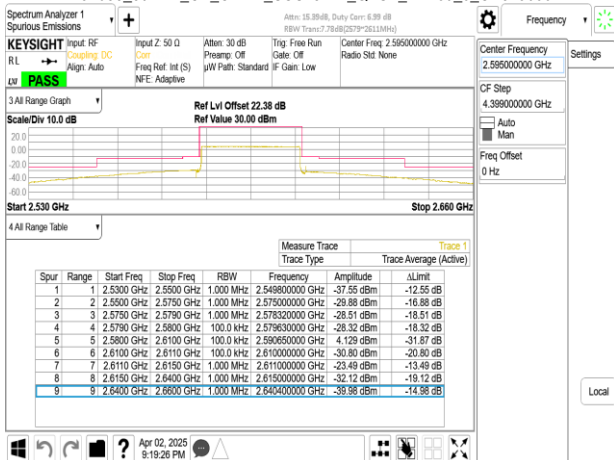 Spectrum Analyzer 1
Spurious Emissions
Attn: 15.39dB, Duty Corr: 6.99 dB
RBW Trans:7.78dB(2579~2611MHz)
Frequency
KEYSIGHT
RL
LXI
PASS
Input: RF
Coupling: DC
Align: Auto
Input Z: 50 Ω
Corr
Freq Ref: Int (S)
NFE: Adaptive
Atten: 30 dB
Preamp: Off
µW Path: Standard
Trig: Free Run
Gate: Off
IF Gain: Low
Center Freq: 2.595000000 GHz
Radio Std: None
Center Frequency
2.595000000 GHz
Settings
CF Step
4.399000000 GHz
Auto
Man
Freq Offset
0 Hz
Local
3 All Range Graph
Scale/Div 10.0 dB
Ref Lvl Offset 22.38 dB
Ref Value 30.00 dBm
20.0
0.00
-20.0
-40.0
-60.0
Start 2.530 GHz
Stop 2.660 GHz
4 All Range Table
Measure Trace Trace 1
Trace Type Trace Average (Active)
Spur Range Start Freq Stop Freq RBW Frequency Amplitude ΔLimit
1 1 2.5300 GHz 2.5500 GHz 1.000 MHz 2.549800000 GHz -37.55 dBm -12.55 dB
2 2 2.5500 GHz 2.5750 GHz 1.000 MHz 2.575000000 GHz -29.88 dBm -16.88 dB
3 3 2.5750 GHz 2.5790 GHz 1.000 MHz 2.578320000 GHz -28.51 dBm -18.51 dB
4 4 2.5790 GHz 2.5800 GHz 100.0 kHz 2.579630000 GHz -28.32 dBm -18.32 dB
5 5 2.5800 GHz 2.6100 GHz 100.0 kHz 2.590650000 GHz 4.129 dBm -31.87 dB
6 6 2.6100 GHz 2.6110 GHz 100.0 kHz 2.610000000 GHz -30.80 dBm -20.80 dB
7 7 2.6110 GHz 2.6150 GHz 1.000 MHz 2.611000000 GHz -23.49 dBm -13.49 dB
8 8 2.6150 GHz 2.6400 GHz 1.000 MHz 2.615000000 GHz -32.12 dBm -19.12 dB
9 9 2.6400 GHz 2.6600 GHz 1.000 MHz 2.640400000 GHz -39.98 dBm -14.98 dB
?
Apr 02, 2025
9:19:26 PM